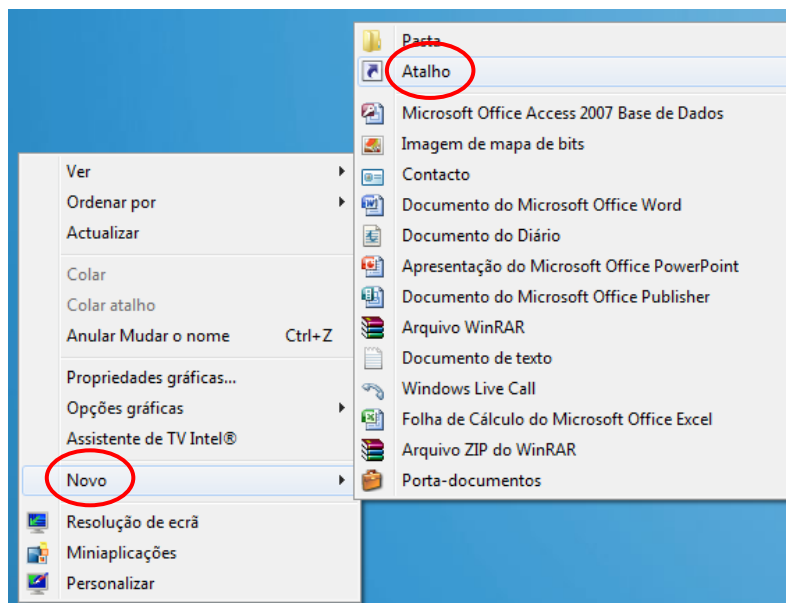 Pasta
Atalho
Microsoft Office Access 2007 Base de Dados
Imagem de mapa de bits
Contacto
Documento do Microsoft Office Word
Documento do Diário
Apresentação do Microsoft Office PowerPoint
Documento do Microsoft Office Publisher
Arquivo WinRAR
Documento de texto
Windows Live Call
Folha de Cálculo do Microsoft Office Excel
Arquivo ZIP do WinRAR
Porta-documentos
Ver
Ordenar por
Actualizar
Colar
Colar atalho
Anular Mudar o nome Ctrl+Z
Propriedades gráficas...
Opções gráficas
Assistente de TV Intel®
Novo
Resolução de ecrã
Miniaplicações
Personalizar